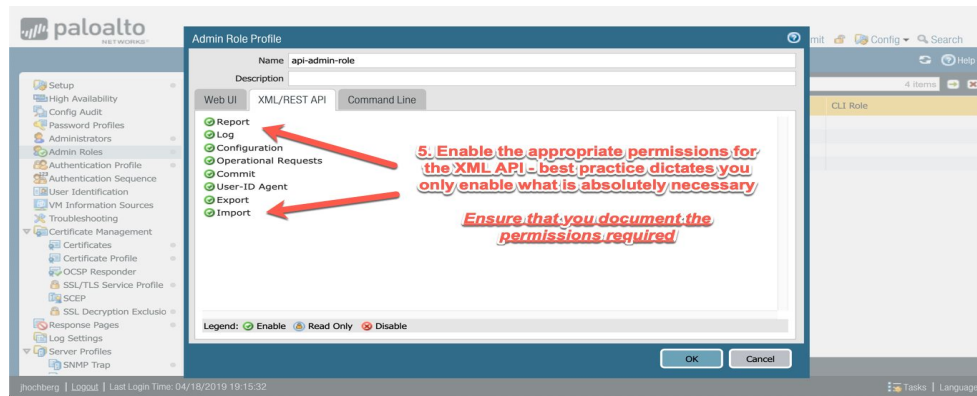 paloalto
NETWORKS
Admin Role Profile
mit
Config
Search
Help
Name api-admin-role
Description
4 items
Web UI
XML/REST API
Command Line
CLI Role
Setup
High Availability
Config Audit
Password Profiles
Administrators
Admin Roles
Authentication Profile
Authentication Sequence
User Identification
VM Information Sources
Troubleshooting
Certificate Management
Certificates
Certificate Profile
OCSP Responder
SSL/TLS Service Profile
SCEP
SSL Decryption Exclusio
Response Pages
Log Settings
Server Profiles
SNMP Trap
Report
Log
Configuration
Operational Requests
Commit
User-ID Agent
Export
Import
5. Enable the appropriate permissions for
the XML API - best practice dictates you
only enable what is absolutely necessary
Ensure that you document the
permissions required
Legend: Enable Read Only Disable
OK
Cancel
jhochberg | Logout | Last Login Time: 04/18/2019 19:15:32
Tasks | Language